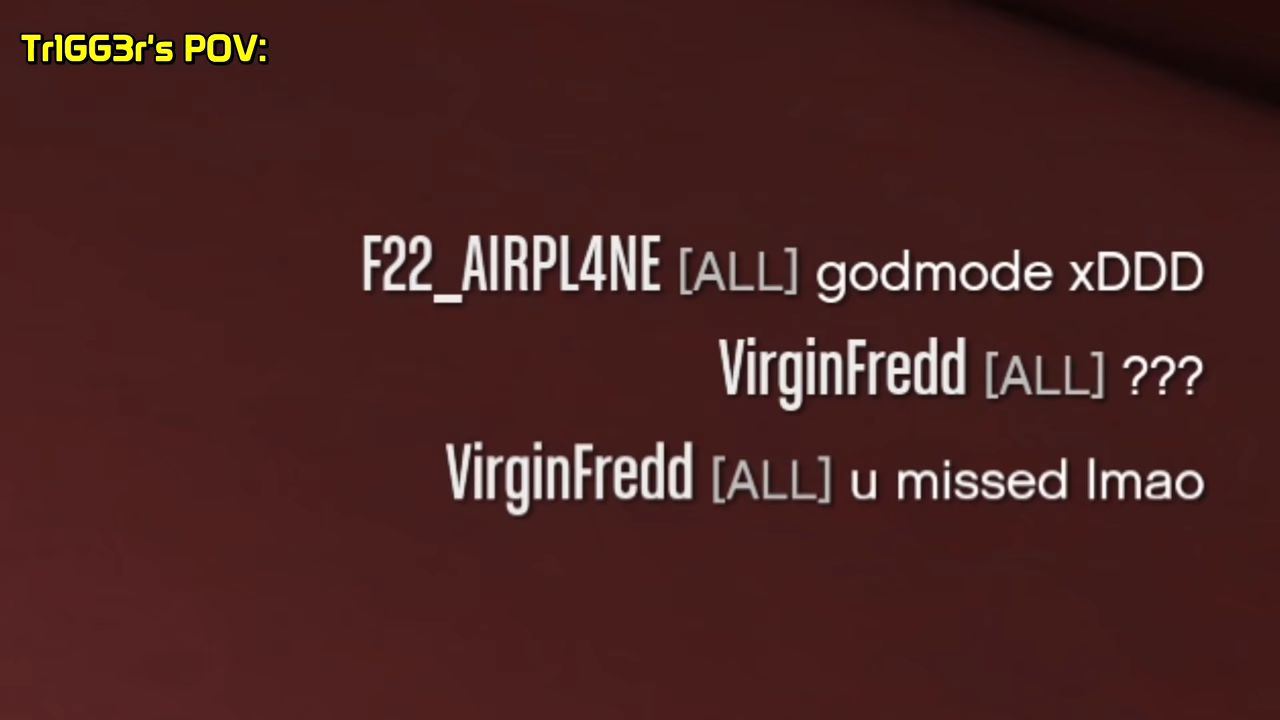 Tr1GG3r's POV:
F22_AIRPL4NE [ALL] godmode xDDD
VirginFredd [ALL] ???
VirginFredd [ALL] u missed lmao